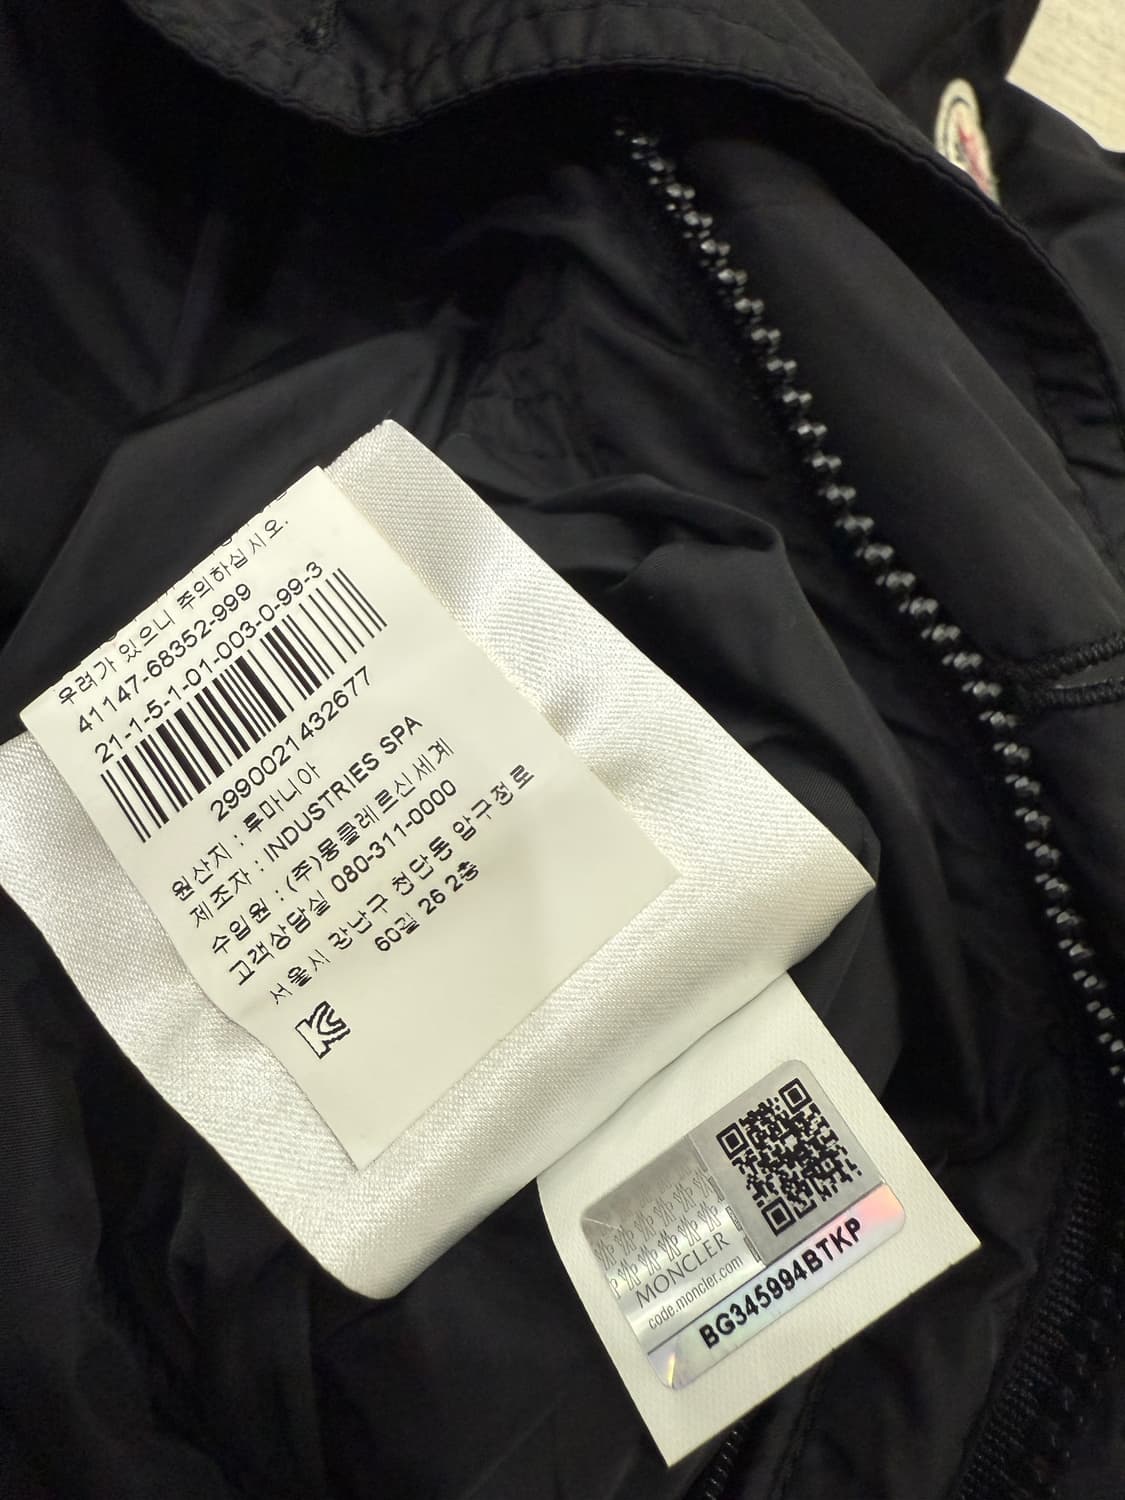 우려가 있으니 주의하십시오.
41147-68352-999
21-1-5-1-01-003-0-99-3
2990021432677
원산지 : 루마니아
제조자 : INDUSTRIES SPA
수입원 : (주)몽클레르신세계
고객상담실 080-311-0000
서울시 강남구 청담동 압구정로
60길 26 2층
MONCLER
code.moncler.com
BG345994BTKP